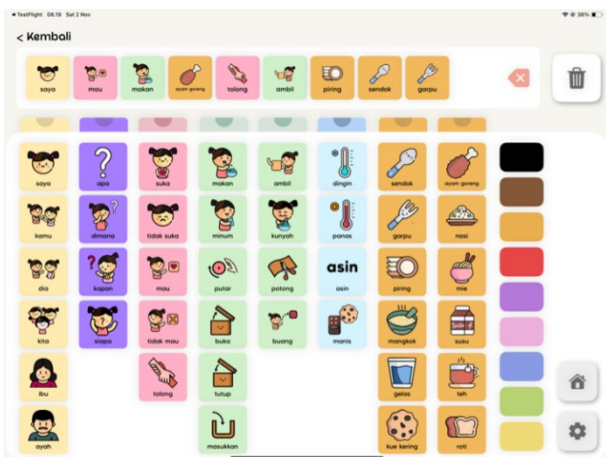 ◂ TestFlight 08.19 Sat 2 Nov 38%
< Kembali
saya mau makan ayam goreng tolong ambil piring sendok garpu
saya apa suka makan ambil dingin sendok ayam goreng
kamu dimana tidak suka minum kunyah panas garpu nasi
asin
dia kapan mau putar potong asin piring mie
kita siapa tidak mau buka buang manis mangkok susu
ibu tolong tutup gelas teh
ayah masukkan kue kering roti